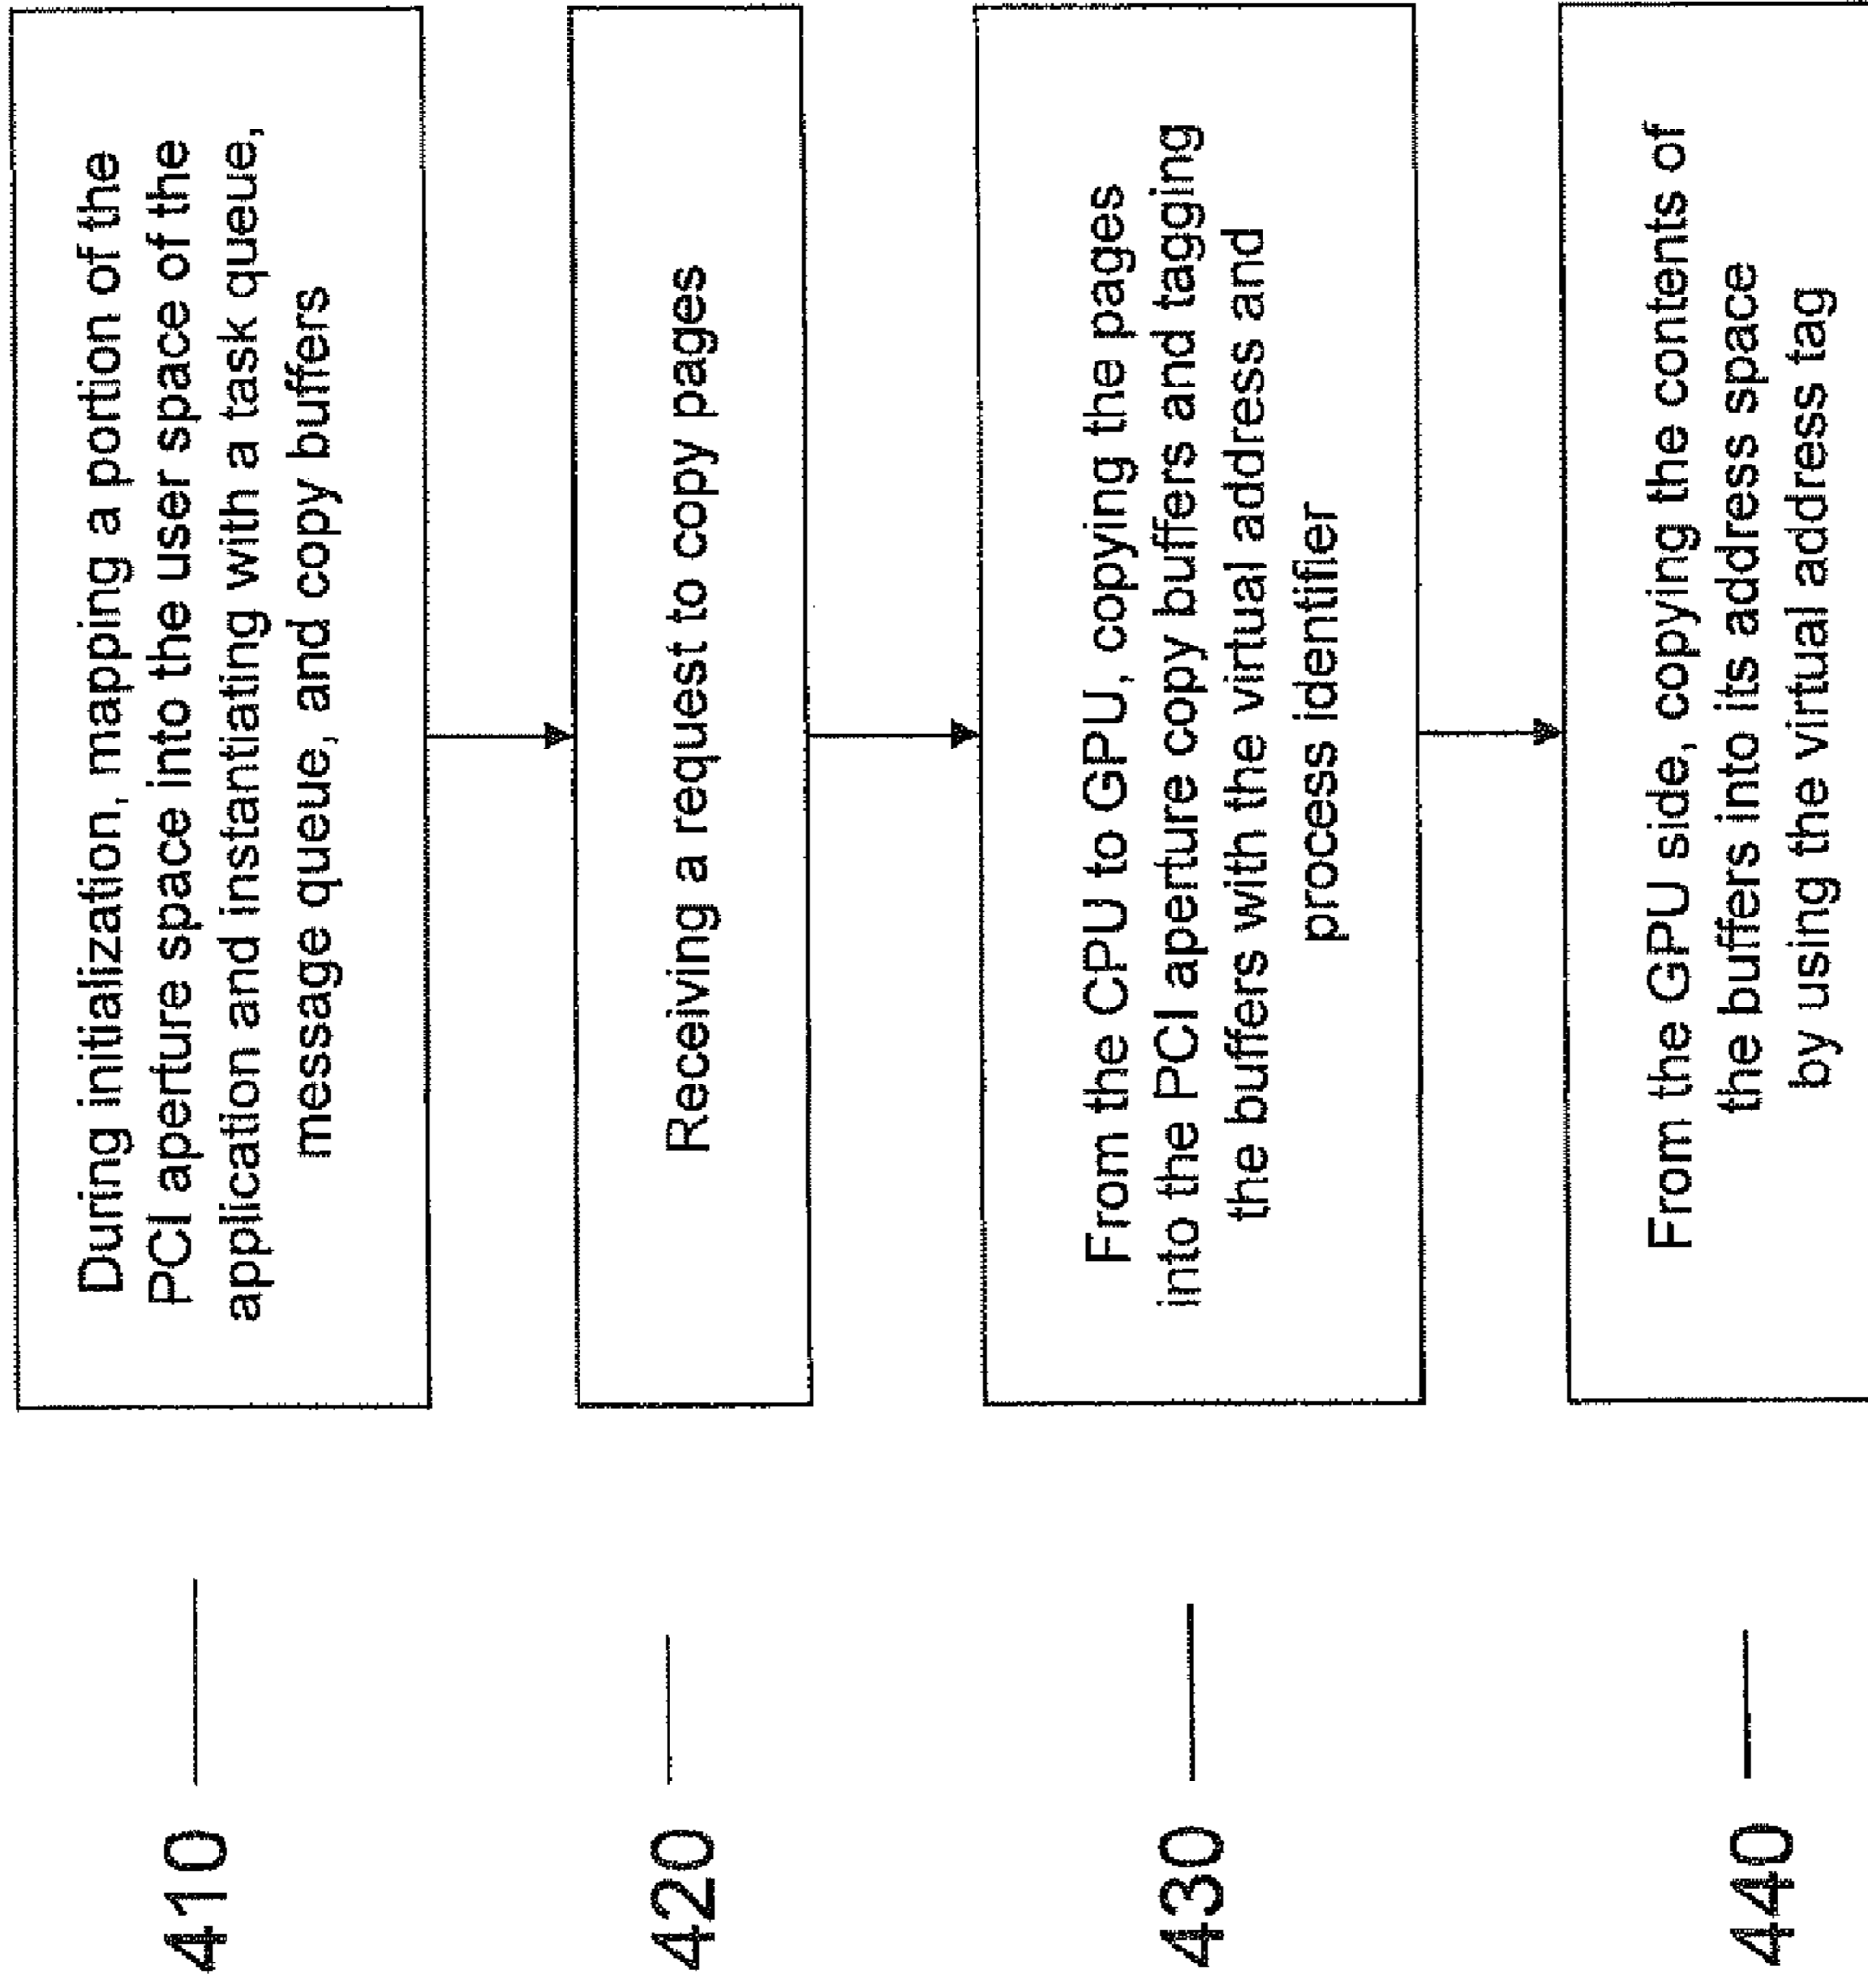 410
During initialization, mapping a portion of the
PCI aperture space into the user space of the
application and instantiating with a task queue,
message queue, and copy buffers
420
Receiving a request to copy pages
430
From the CPU to GPU, copying the pages
into the PCI aperture copy buffers and tagging
the buffers with the virtual address and
process identifier
440
From the GPU side, copying the contents of
the buffers into its address space
by using the virtual address tag